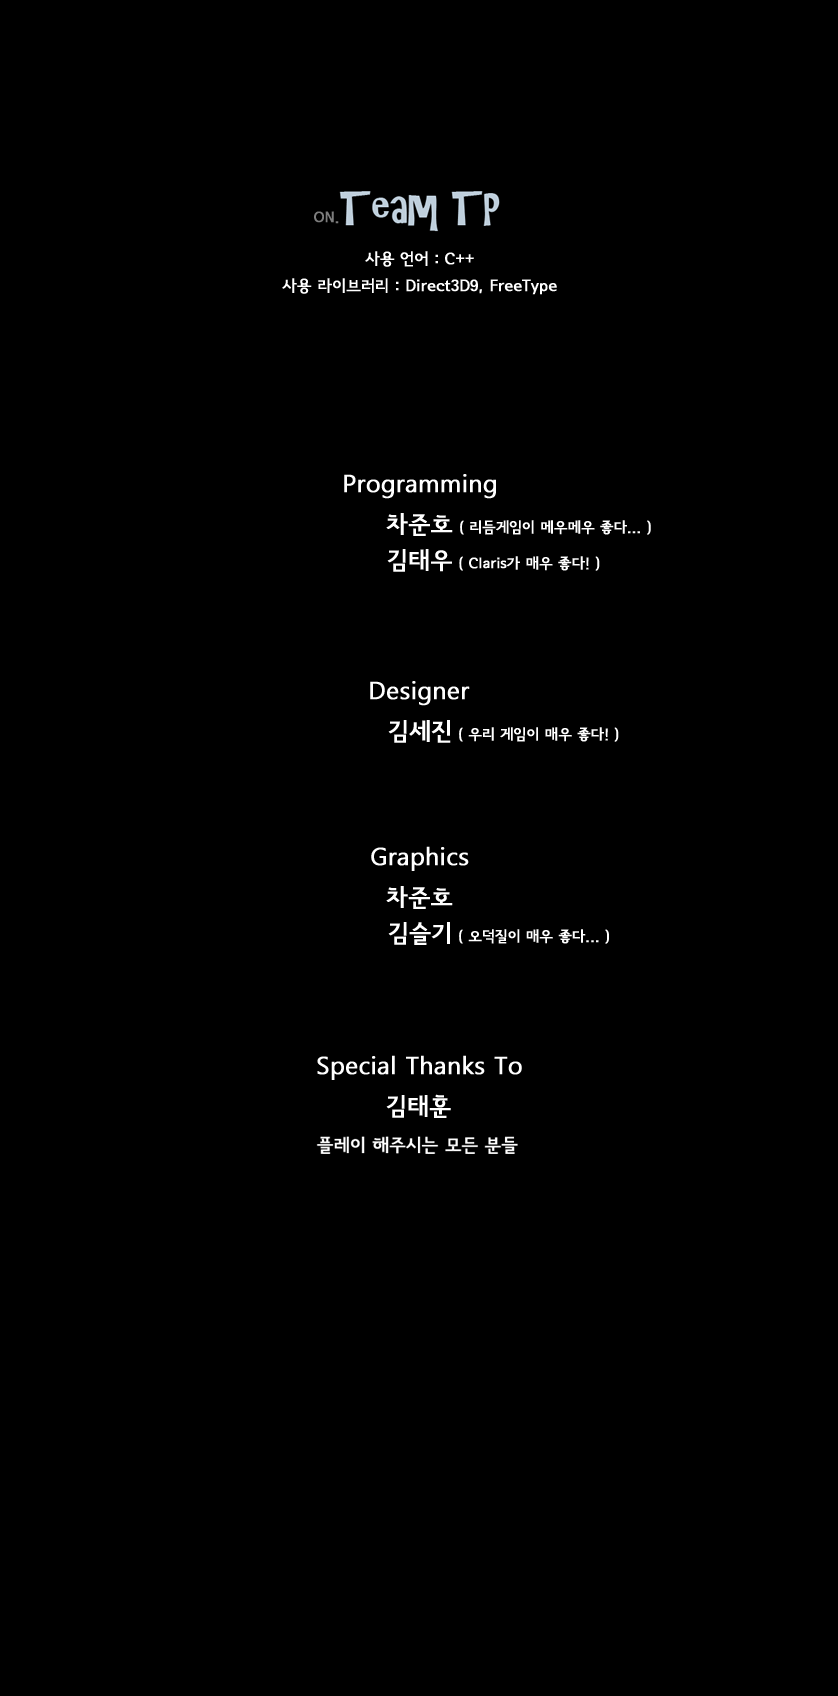 ON.Team Tp
사용 언어 : C++
사용 라이브러리 : Direct3D9, FreeType
Programming
차준호 ( 리듬게임이 메우메우 좋다... )
김태우 ( Claris가 매우 좋다! )
Designer
김세진 ( 우리 게임이 매우 좋다! )
Graphics
차준호
김슬기 ( 오덕질이 매우 좋다... )
Special Thanks To
김태훈
플레이 해주시는 모든 분들